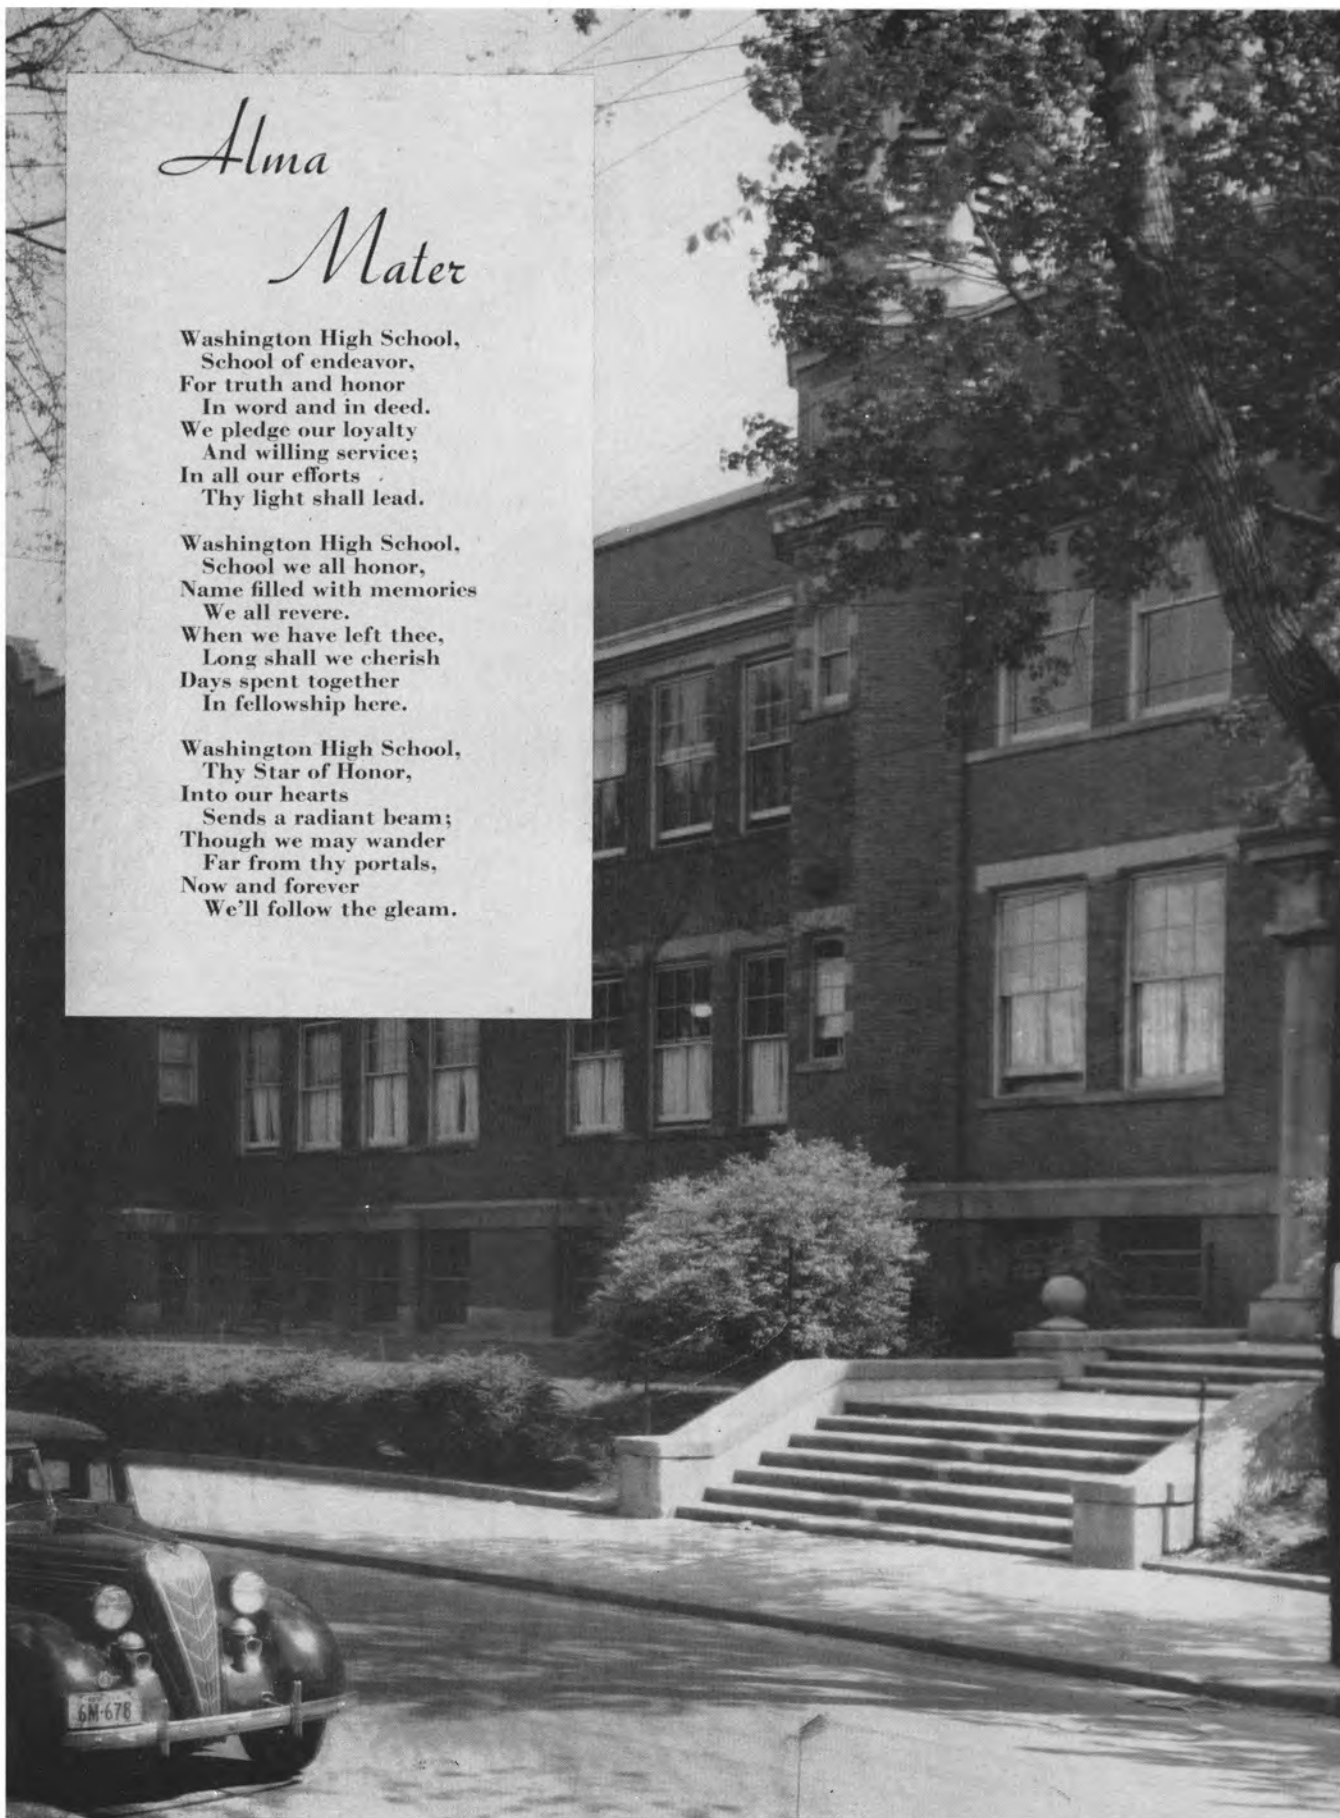 Alma
Mater
Washington High School,
School of endeavor,
For truth and honor
In word and in deed.
We pledge our loyalty
And willing service;
In all our efforts
Thy light shall lead.
Washington High School,
School we all honor,
Name filled with memories
We all revere.
When we have left thee,
Long shall we cherish
Days spent together
In fellowship here.
Washington High School,
Thy Star of Honor,
Into our hearts
Sends a radiant beam;
Though we may wander
Far from thy portals,
Now and forever
We'll follow the gleam.
6M-678